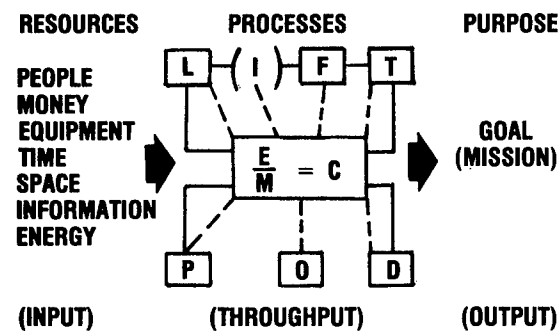 RESOURCES PROCESSES PURPOSE
L ( I ) F T
PEOPLE
MONEY
EQUIPMENT
TIME
SPACE
INFORMATION
ENERGY
E
M = C
GOAL
(MISSION)
P O D
(INPUT) (THROUGHPUT) (OUTPUT)